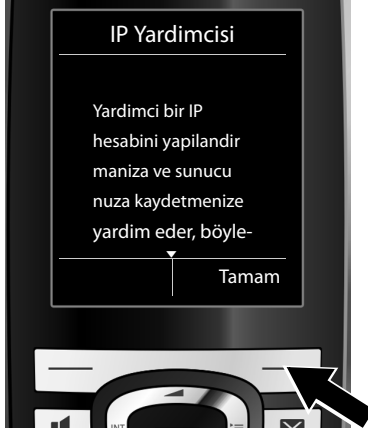 IP Yardimcisi
Yardimci bir IP
hesabini yapilandir
maniza ve sunucu
nuza kaydetmenize
yardim eder, böyle-
Tamam
INT